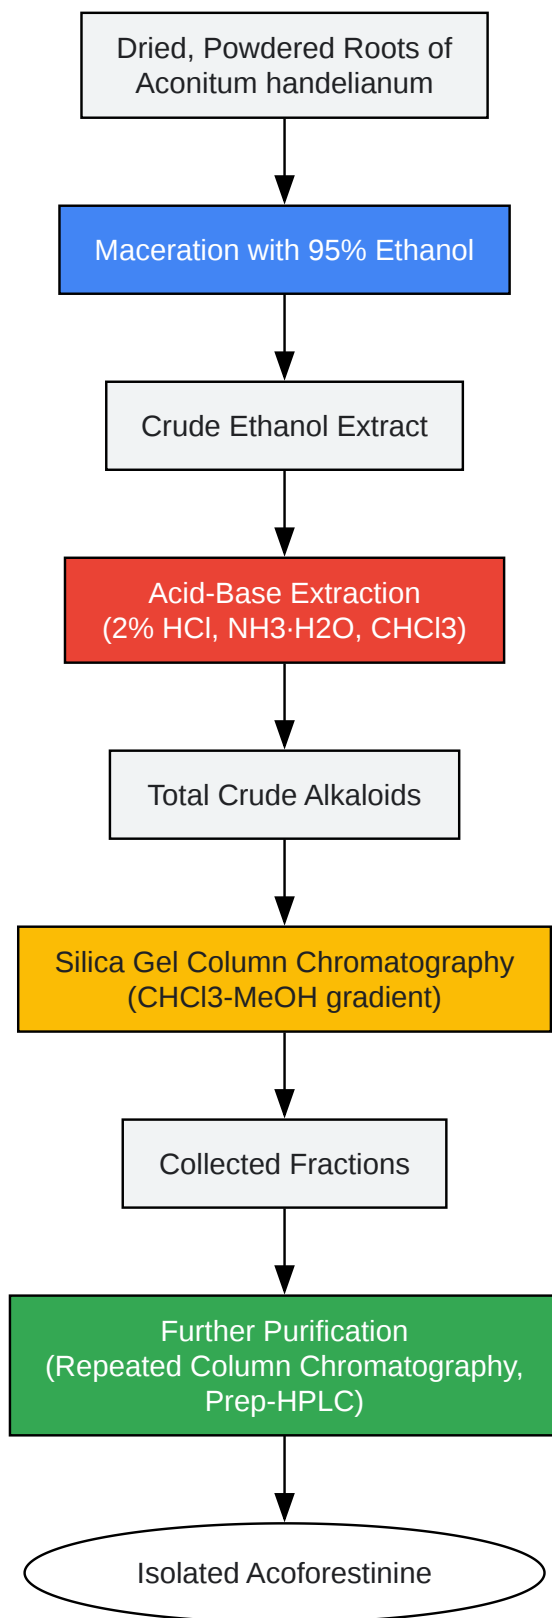 Dried, Powdered Roots of
Aconitum handelianum
Maceration with 95% Ethanol
Crude Ethanol Extract
Acid-Base Extraction
(2% HCl, NH3·H2O, CHCl3)
Total Crude Alkaloids
Silica Gel Column Chromatography
(CHCl3-MeOH gradient)
Collected Fractions
Further Purification
(Repeated Column Chromatography,
Prep-HPLC)
Isolated Acoforestinine